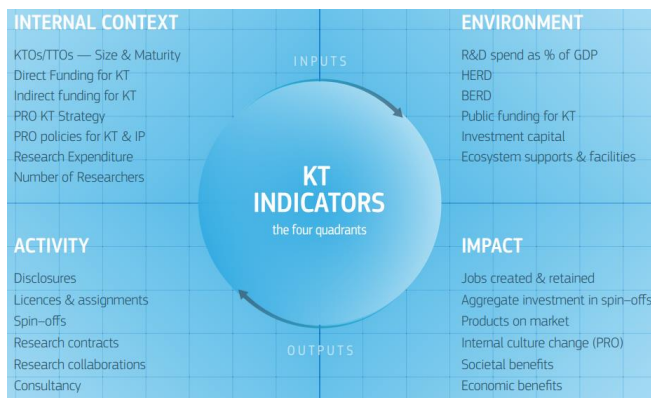 INTERNAL CONTEXT
KTOs/TTOs — Size & Maturity
Direct Funding for KT
Indirect funding for KT
PRO KT Strategy
PRO policies for KT & IP
Research Expenditure
Number of Researchers
ENVIRONMENT
R&D spend as % of GDP
HERD
BERD
Public funding for KT
Investment capital
Ecosystem supports & facilities
INPUTS
KT
INDICATORS
the four quadrants
OUTPUTS
ACTIVITY
Disclosures
Licences & assignments
Spin–offs
Research contracts
Research collaborations
Consultancy
IMPACT
Jobs created & retained
Aggregate investment in spin–offs
Products on market
Internal culture change (PRO)
Societal benefits
Economic benefits